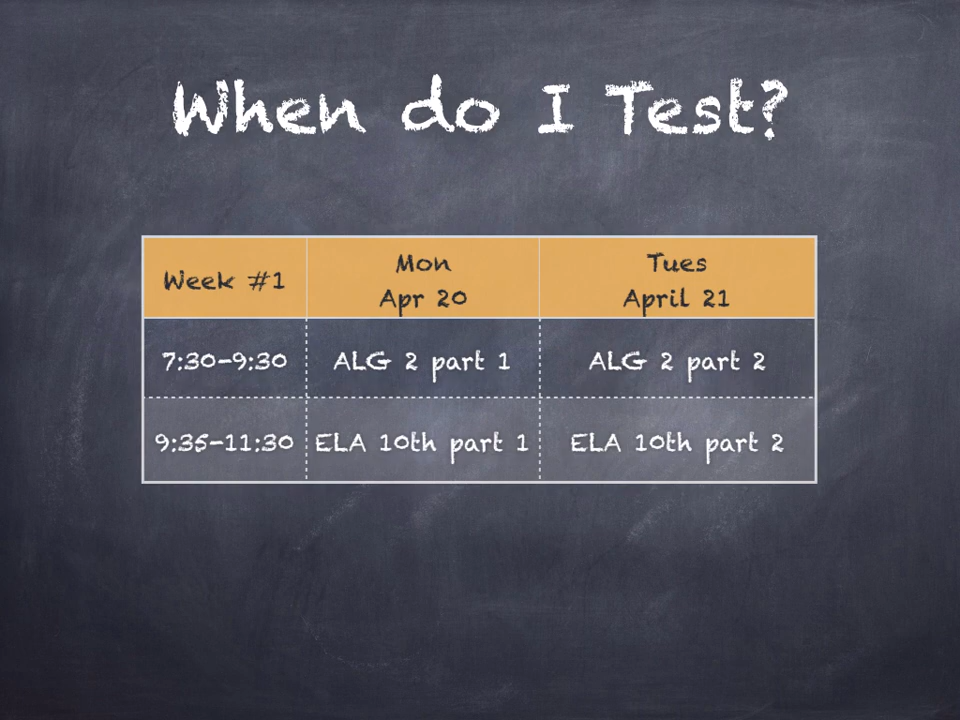 When do I Test?
Week #1
Mon
Apr 20
Tues
April 21
7:30-9:30
ALG 2 part 1
ALG 2 part 2
9:35-11:30
ELA 10th part 1
ELA 10th part 2